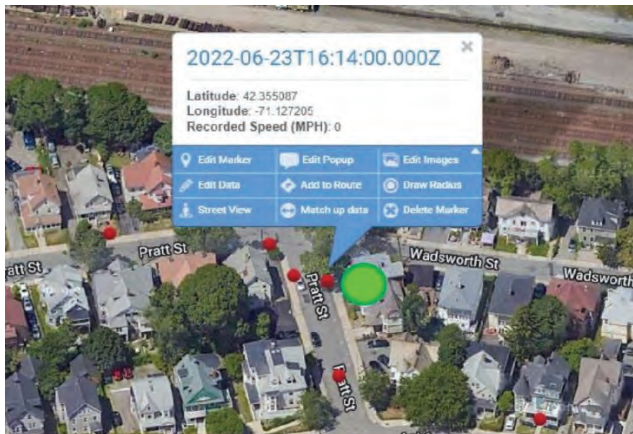 2022-06-23T16:14:00.000Z
Latitude: 42.355087
Longitude: -71.127205
Recorded Speed (MPH): 0
Edit Marker Edit Popup Edit Images
Edit Data Add to Route Draw Radius
Street View Match up data Delete Marker
Pratt St
att St
Wadsworth St
Wadsworth
Pratt St
Pratt St